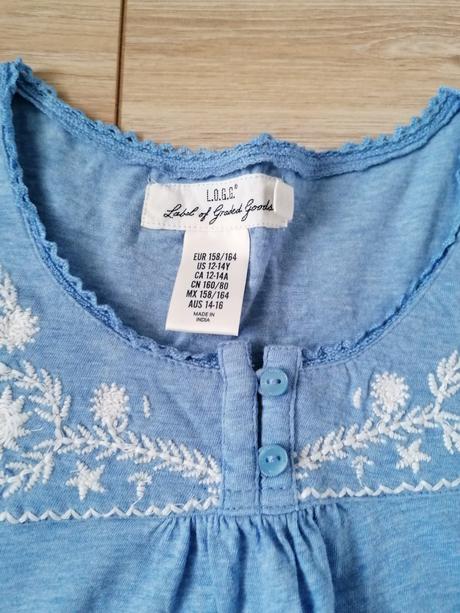 L.O.G.G.®
Label of Graded Goods
EUR 158/164
US 12-14Y
CA 12-14A
CN 160/80
MX 158/164
AUS 14-16
MADE IN
INDIA